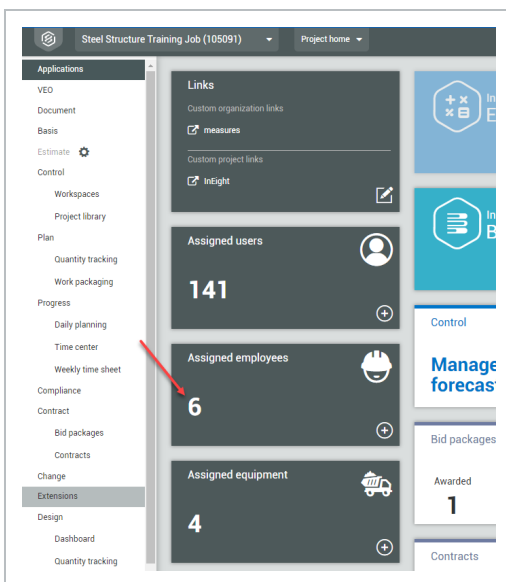 Steel Structure Training Job (105091)
Project home
Applications
VEO
Document
Basis
Estimate
Control
Workspaces
Project library
Plan
Quantity tracking
Work packaging
Progress
Daily planning
Time center
Weekly time sheet
Compliance
Contract
Bid packages
Contracts
Change
Extensions
Design
Dashboard
Quantity tracking
Links
Custom organization links
measures
Custom project links
InEight
Assigned users
141
Assigned employees
6
Assigned equipment
4
In
E
In
B
Control
Manage
forecas
Bid packages
Awarded
1
Contracts